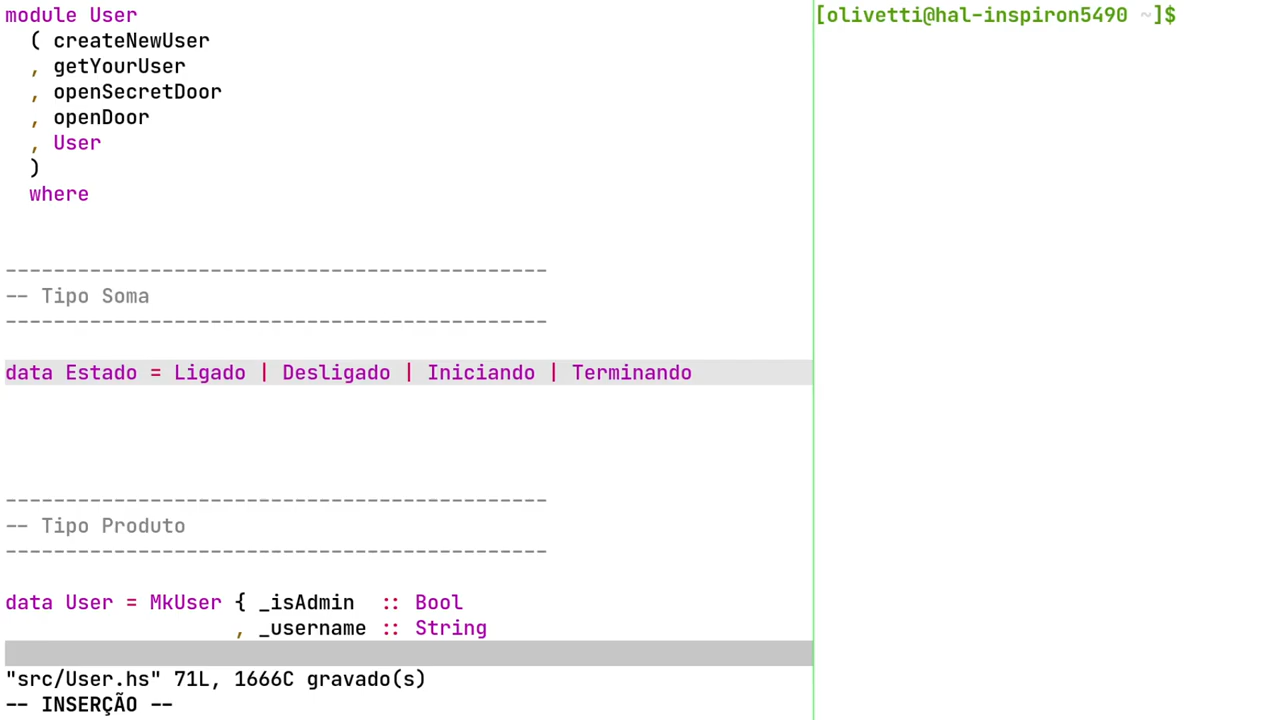 module User
  ( createNewUser
  , getYourUser
  , openSecretDoor
  , openDoor
  , User
  )
  where
---------------------------------------------
-- Tipo Soma
---------------------------------------------
data Estado = Ligado | Desligado | Iniciando | Terminando
---------------------------------------------
-- Tipo Produto
---------------------------------------------
data User = MkUser { _isAdmin  :: Bool
                   , _username :: String
"src/User.hs" 71L, 1666C gravado(s)
-- INSERÇÃO --
[olivetti@hal-inspiron5490 ~]$